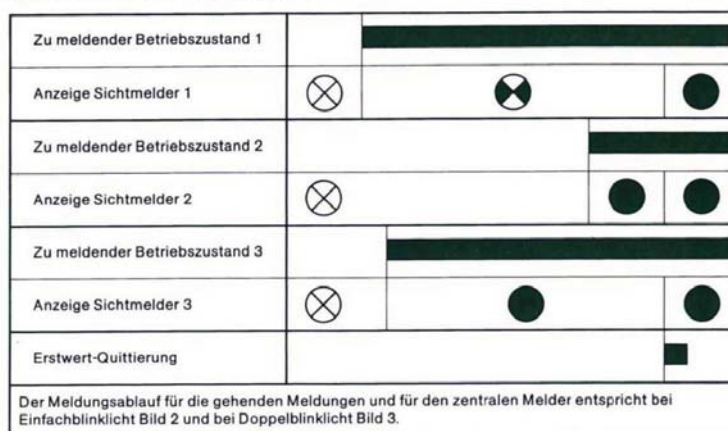 Zu meldender Betriebszustand 1
Anzeige Sichtmelder 1
Zu meldender Betriebszustand 2
Anzeige Sichtmelder 2
Zu meldender Betriebszustand 3
Anzeige Sichtmelder 3
Erstwert-Quittierung
Der Meldungsablauf für die gehenden Meldungen und für den zentralen Melder entspricht bei
Einfachblinklicht Bild 2 und bei Doppelblinklicht Bild 3.